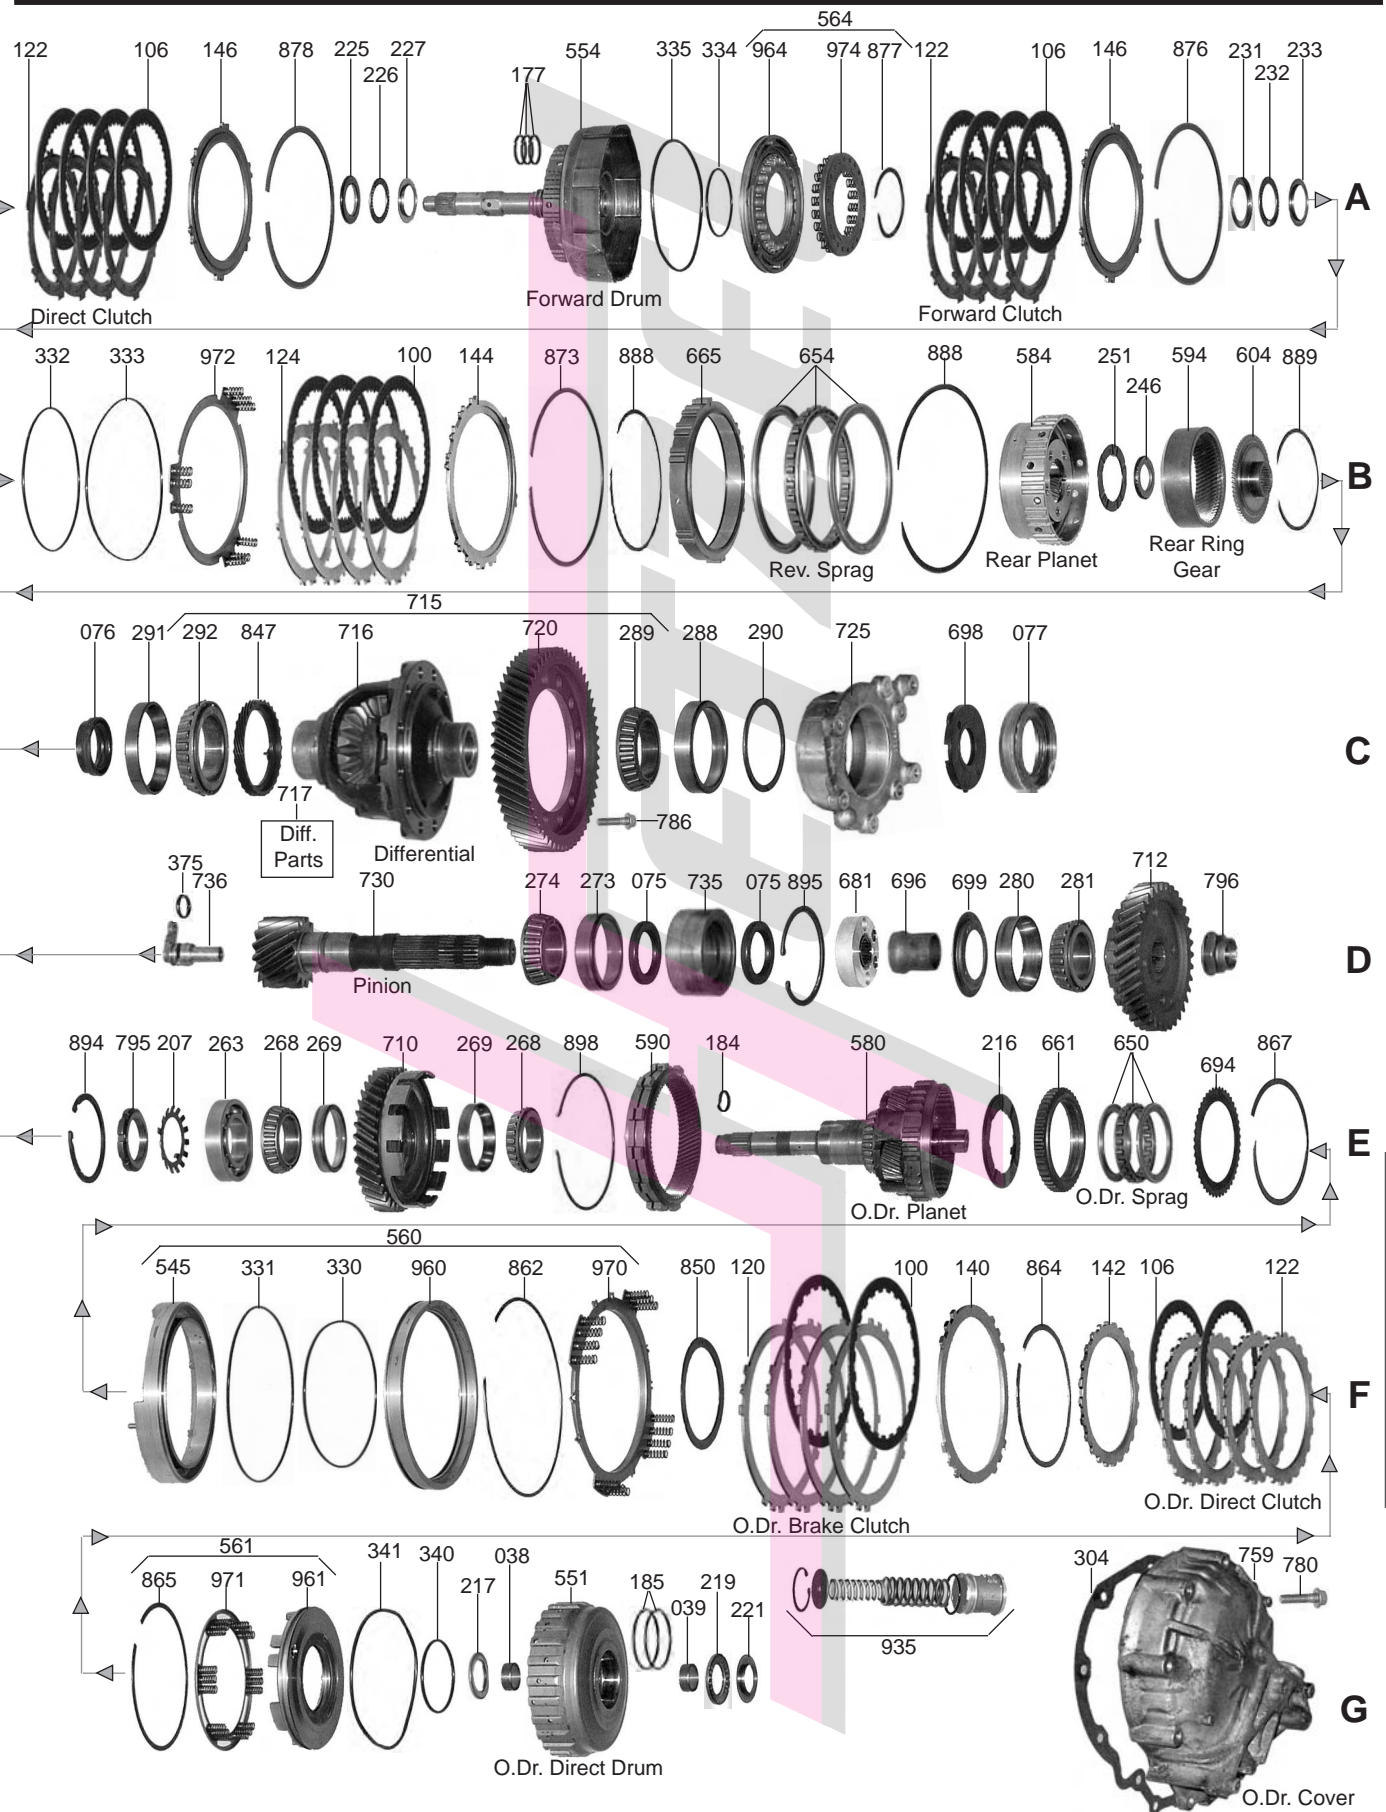 564
122 106 146 878 225 227 554 335 334 964 974 877 122 106 146 876 231 233
226 177 232
A
Direct Clutch Forward Drum Forward Clutch
332 333 972 124 100 144 873 888 665 654 888 584 251 594 604 889
246
B
Rev. Sprag Rear Planet Rear Ring
Gear
715
076 291 292 847 716 720 289 288 290 725 698 077
C
717
Diff.
Parts
Differential
786
375
736 730 274 273 075 735 075 895 681 696 699 280 281 712 796
D
Pinion
894 795 207 263 268 269 710 269 268 898 590 184 580 216 661 650 694 867
E
O.Dr. Planet O.Dr. Sprag
560
545 331 330 960 862 970 850 120 100 140 864 142 106 122
F
O.Dr. Brake Clutch O.Dr. Direct Clutch
561
865 971 961 341 340 217 038 551 185 039 219 221 935 304 759 780
G
O.Dr. Direct Drum O.Dr. Cover